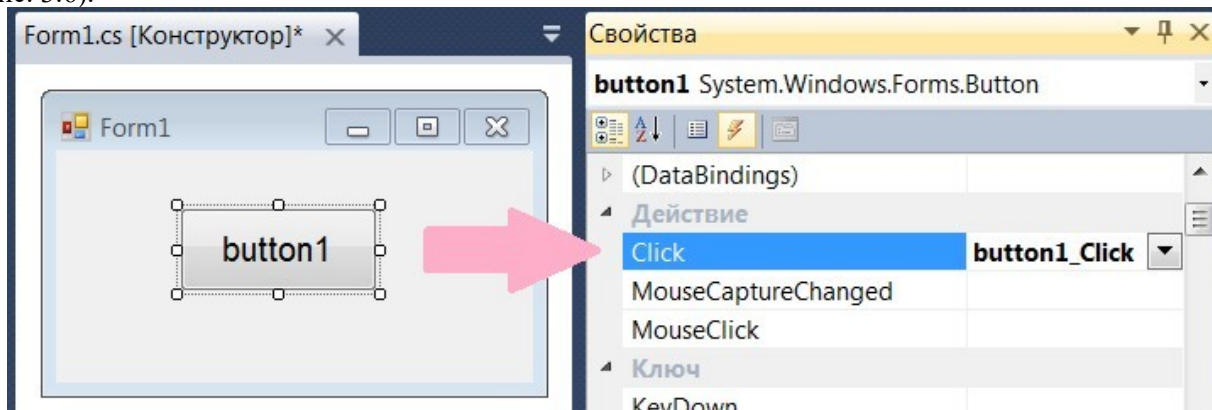 Form1.cs [Конструктор]*
Form1
button1
Свойства
button1 System.Windows.Forms.Button
(DataBindings)
Действие
Click button1_Click
MouseCaptureChanged
MouseClick
Ключ
KeyDown